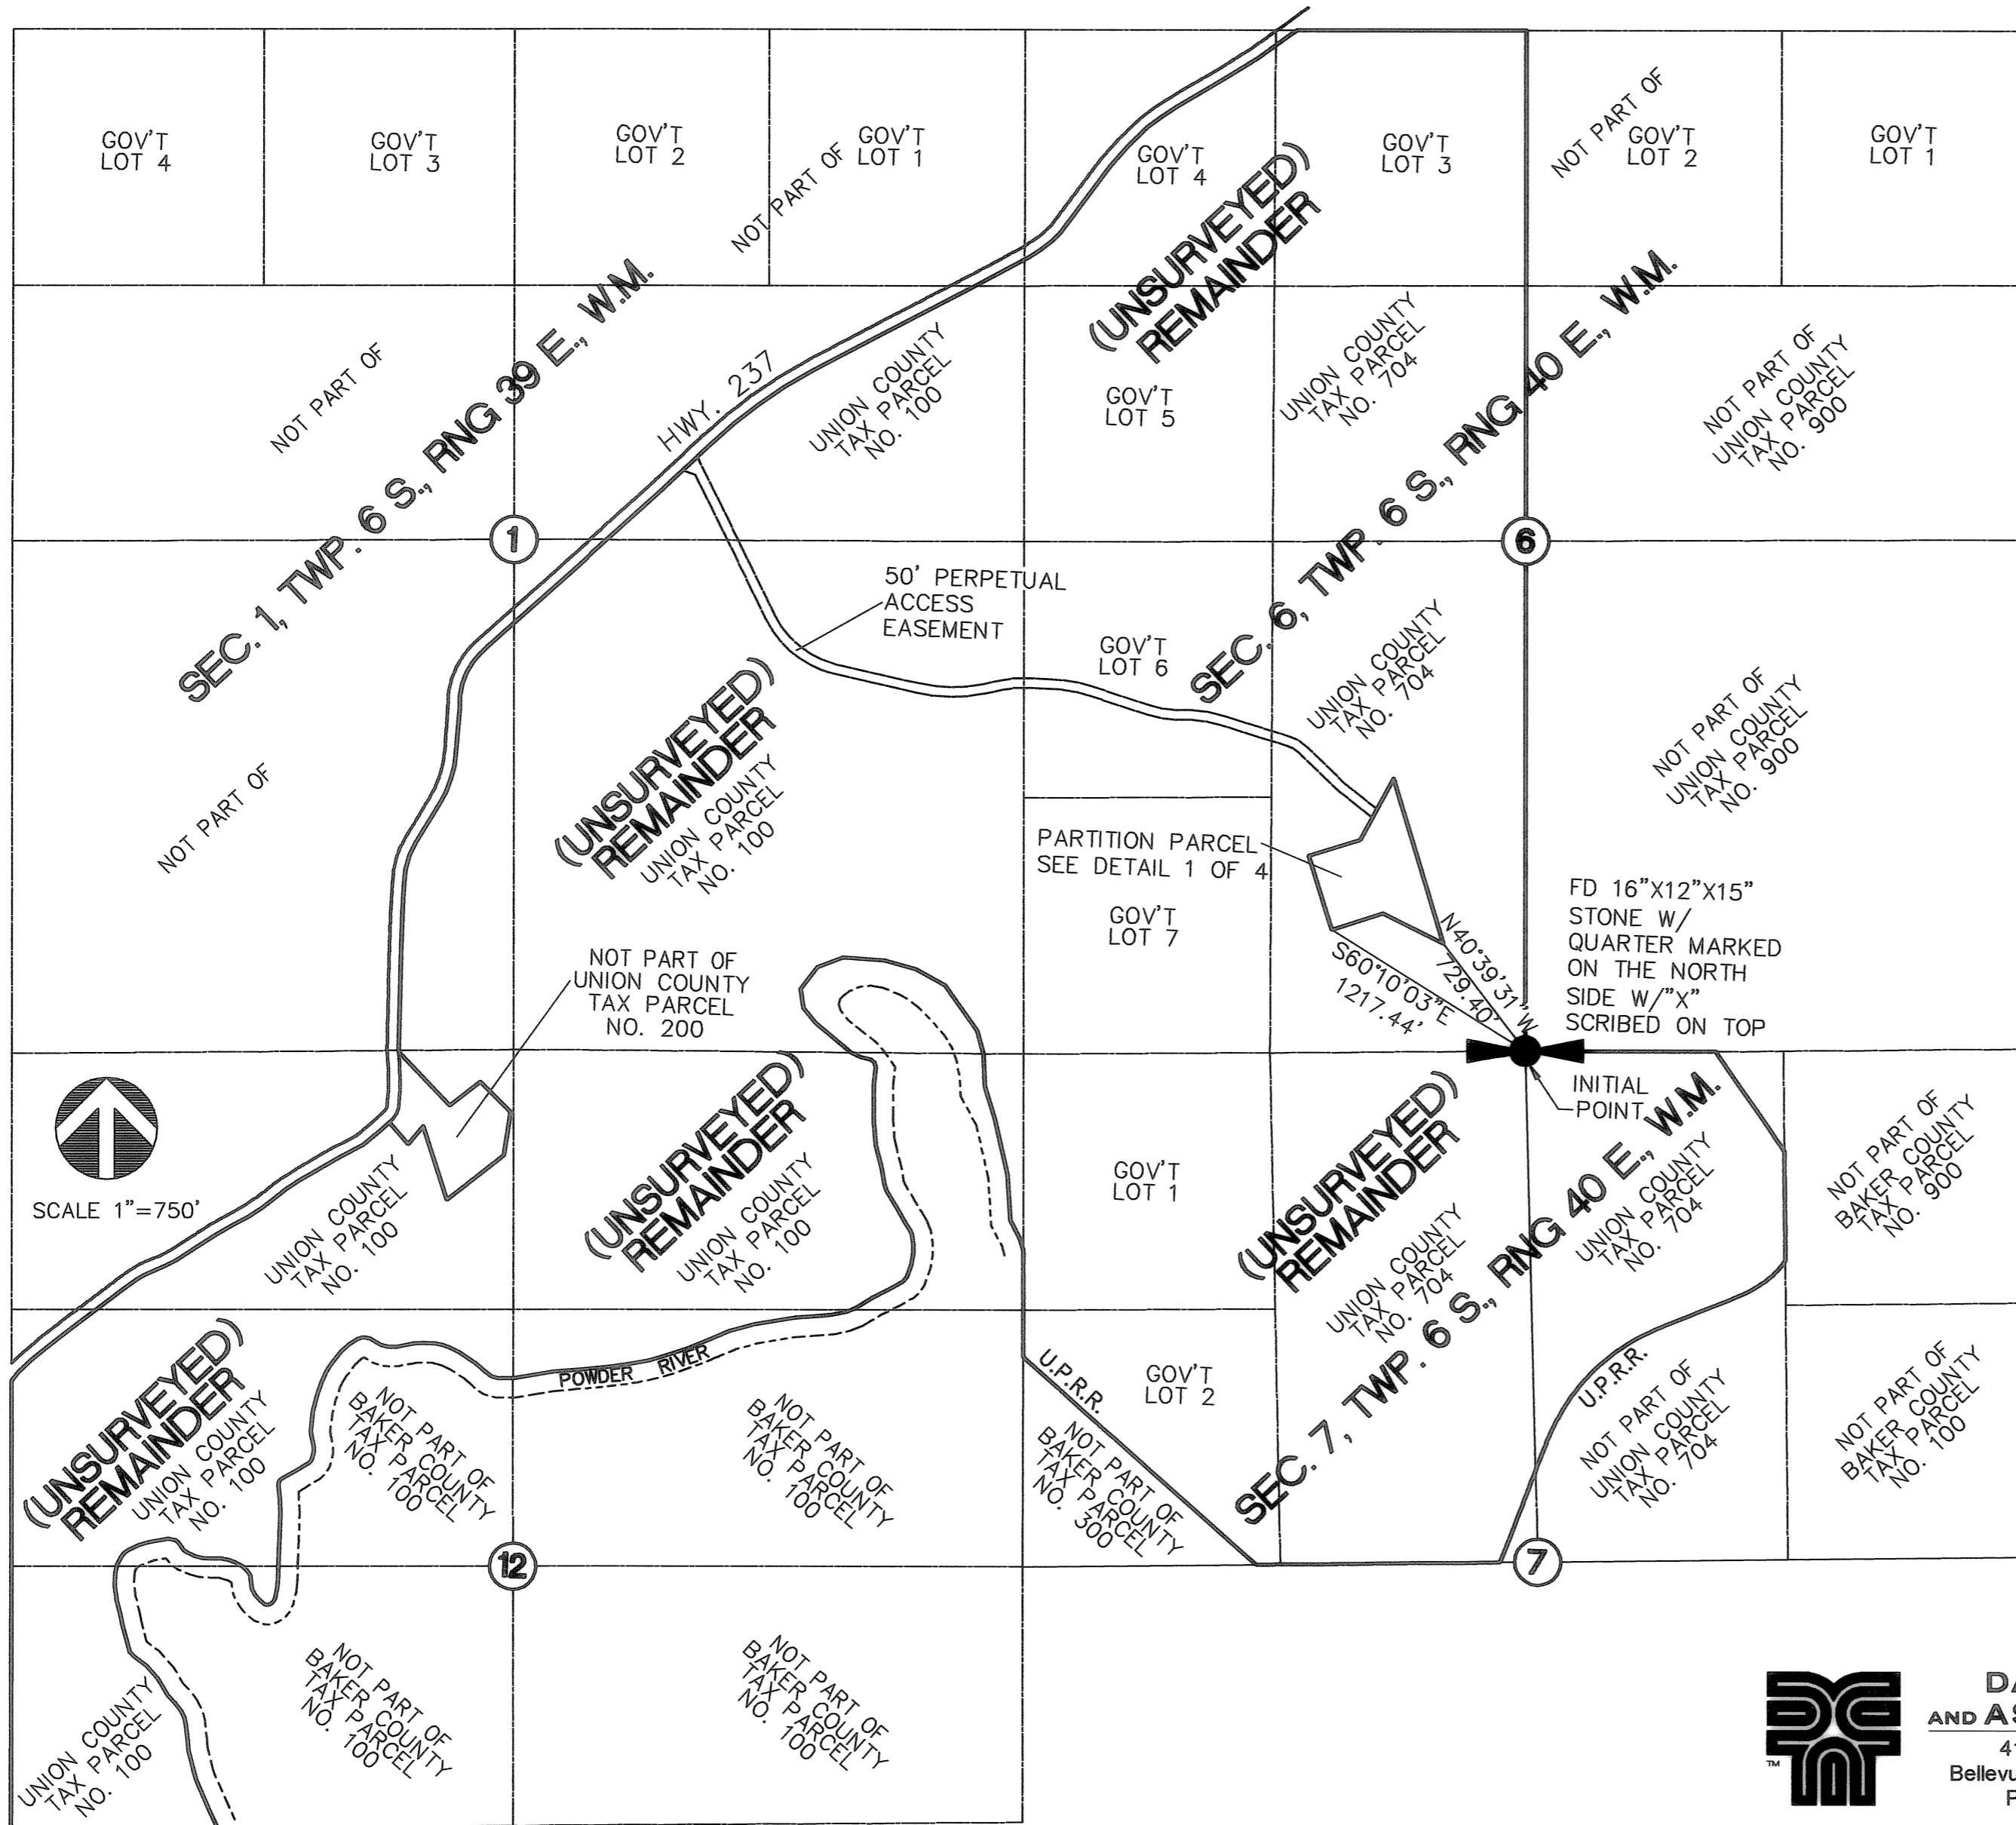 GOV'T
LOT 4
GOV'T
LOT 3
GOV'T
LOT 2
NOT PART OF
GOV'T
LOT 1
GOV'T
LOT 4
GOV'T
LOT 3
NOT PART OF
GOV'T
LOT 2
GOV'T
LOT 1
(UNSURVEYED)
REMAINDER
SEC. 1, TWP. 6 S., RNG 39 E., W.M.
NOT PART OF
HWY. 237
UNION COUNTY
TAX PARCEL
NO. 100
GOV'T
LOT 5
UNION COUNTY
TAX PARCEL
NO. 704
SEC. 6, TWP. 6 S., RNG 40 E., W.M.
NOT PART OF
UNION COUNTY
TAX PARCEL
NO. 900
1
6
50' PERPETUAL
ACCESS
EASEMENT
GOV'T
LOT 6
UNION COUNTY
TAX PARCEL
NO. 704
NOT PART OF
UNION COUNTY
TAX PARCEL
NO. 900
NOT PART OF
(UNSURVEYED)
REMAINDER
UNION COUNTY
TAX PARCEL
NO. 100
PARTITION PARCEL
SEE DETAIL 1 OF 4
GOV'T
LOT 7
N40°39'31"W
729.40'
S60°10'03"E
1217.44'
FD 16"X12"X15"
STONE W/
QUARTER MARKED
ON THE NORTH
SIDE W/"X"
SCRIBED ON TOP
NOT PART OF
UNION COUNTY
TAX PARCEL
NO. 200
INITIAL
POINT
SCALE 1"=750'
UNION COUNTY
TAX PARCEL
NO. 100
(UNSURVEYED)
REMAINDER
UNION COUNTY
TAX PARCEL
NO. 100
GOV'T
LOT 1
(UNSURVEYED)
REMAINDER
UNION COUNTY
TAX PARCEL
NO. 704
SEC. 7, TWP. 6 S., RNG 40 E., W.M.
UNION COUNTY
TAX PARCEL
NO. 704
NOT PART OF
BAKER COUNTY
TAX PARCEL
NO. 900
(UNSURVEYED)
REMAINDER
UNION COUNTY
TAX PARCEL
NO. 100
NOT PART OF
BAKER COUNTY
TAX PARCEL
NO. 100
POWDER RIVER
NOT PART OF
BAKER COUNTY
TAX PARCEL
NO. 100
U.P.R.R.
GOV'T
LOT 2
NOT PART OF
BAKER COUNTY
TAX PARCEL
NO. 300
U.P.R.R.
NOT PART OF
UNION COUNTY
TAX PARCEL
NO. 704
NOT PART OF
BAKER COUNTY
TAX PARCEL
NO. 100
12
7
UNION COUNTY
TAX PARCEL
NO. 100
NOT PART OF
BAKER COUNTY
TAX PARCEL
NO. 100
NOT PART OF
BAKER COUNTY
TAX PARCEL
NO. 100
TM
AND